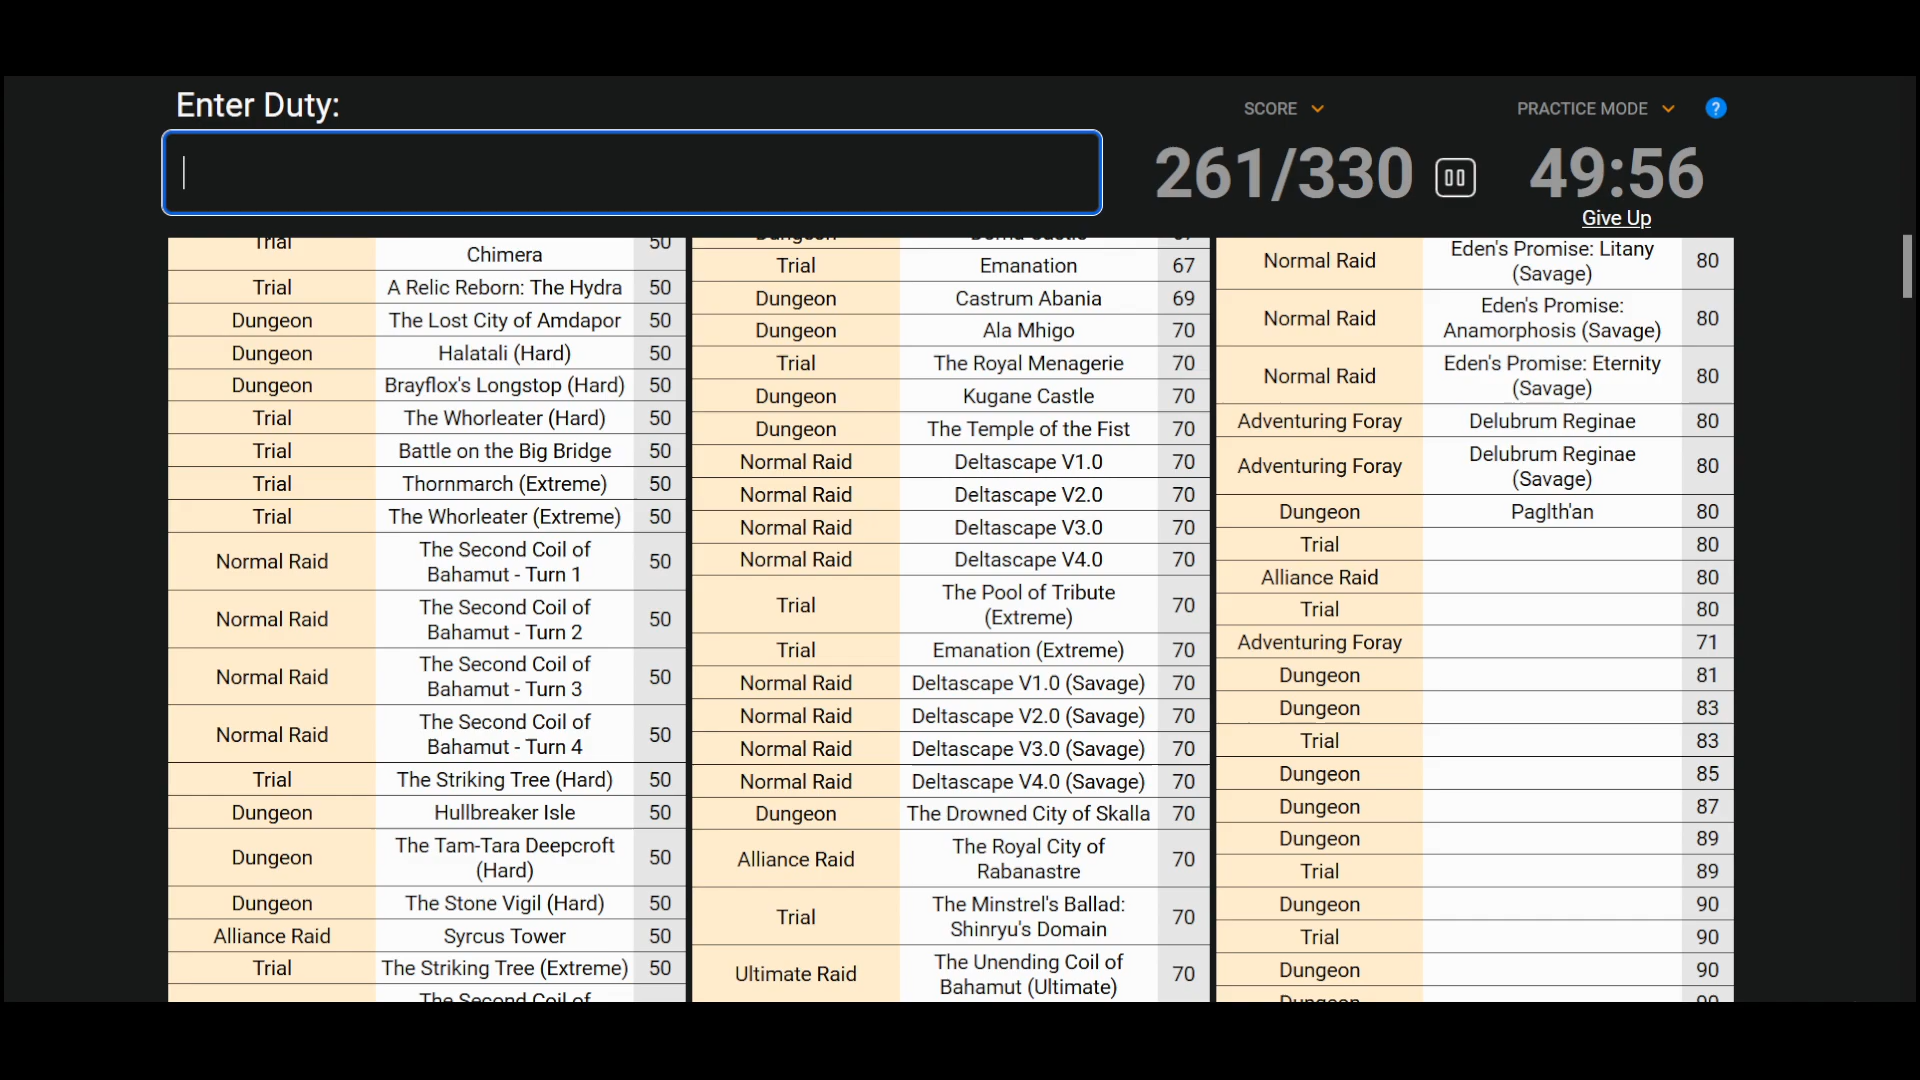 Enter Duty:
SCORE
PRACTICE MODE
?
261/330
49:56
Give Up
Trial
Chimera
50
Trial
A Relic Reborn: The Hydra
50
Dungeon
The Lost City of Amdapor
50
Dungeon
Halatali (Hard)
50
Dungeon
Brayflox's Longstop (Hard)
50
Trial
The Whorleater (Hard)
50
Trial
Battle on the Big Bridge
50
Trial
Thornmarch (Extreme)
50
Trial
The Whorleater (Extreme)
50
Normal Raid
The Second Coil of
Bahamut - Turn 1
50
Normal Raid
The Second Coil of
Bahamut - Turn 2
50
Normal Raid
The Second Coil of
Bahamut - Turn 3
50
Normal Raid
The Second Coil of
Bahamut - Turn 4
50
Trial
The Striking Tree (Hard)
50
Dungeon
Hullbreaker Isle
50
Dungeon
The Tam-Tara Deepcroft
(Hard)
50
Dungeon
The Stone Vigil (Hard)
50
Alliance Raid
Syrcus Tower
50
Trial
The Striking Tree (Extreme)
50
The Second Coil of
Dungeon
Doma Castle
67
Trial
Emanation
67
Dungeon
Castrum Abania
69
Dungeon
Ala Mhigo
70
Trial
The Royal Menagerie
70
Dungeon
Kugane Castle
70
Dungeon
The Temple of the Fist
70
Normal Raid
Deltascape V1.0
70
Normal Raid
Deltascape V2.0
70
Normal Raid
Deltascape V3.0
70
Normal Raid
Deltascape V4.0
70
Trial
The Pool of Tribute
(Extreme)
70
Trial
Emanation (Extreme)
70
Normal Raid
Deltascape V1.0 (Savage)
70
Normal Raid
Deltascape V2.0 (Savage)
70
Normal Raid
Deltascape V3.0 (Savage)
70
Normal Raid
Deltascape V4.0 (Savage)
70
Dungeon
The Drowned City of Skalla
70
Alliance Raid
The Royal City of
Rabanastre
70
Trial
The Minstrel's Ballad:
Shinryu's Domain
70
Ultimate Raid
The Unending Coil of
Bahamut (Ultimate)
70
Normal Raid
Eden's Promise: Litany
(Savage)
80
Normal Raid
Eden's Promise:
Anamorphosis (Savage)
80
Normal Raid
Eden's Promise: Eternity
(Savage)
80
Adventuring Foray
Delubrum Reginae
80
Adventuring Foray
Delubrum Reginae
(Savage)
80
Dungeon
Paglth'an
80
Trial
80
Alliance Raid
80
Trial
80
Adventuring Foray
71
Dungeon
81
Dungeon
83
Trial
83
Dungeon
85
Dungeon
87
Dungeon
89
Trial
89
Dungeon
90
Trial
90
Dungeon
90
Dungeon
90